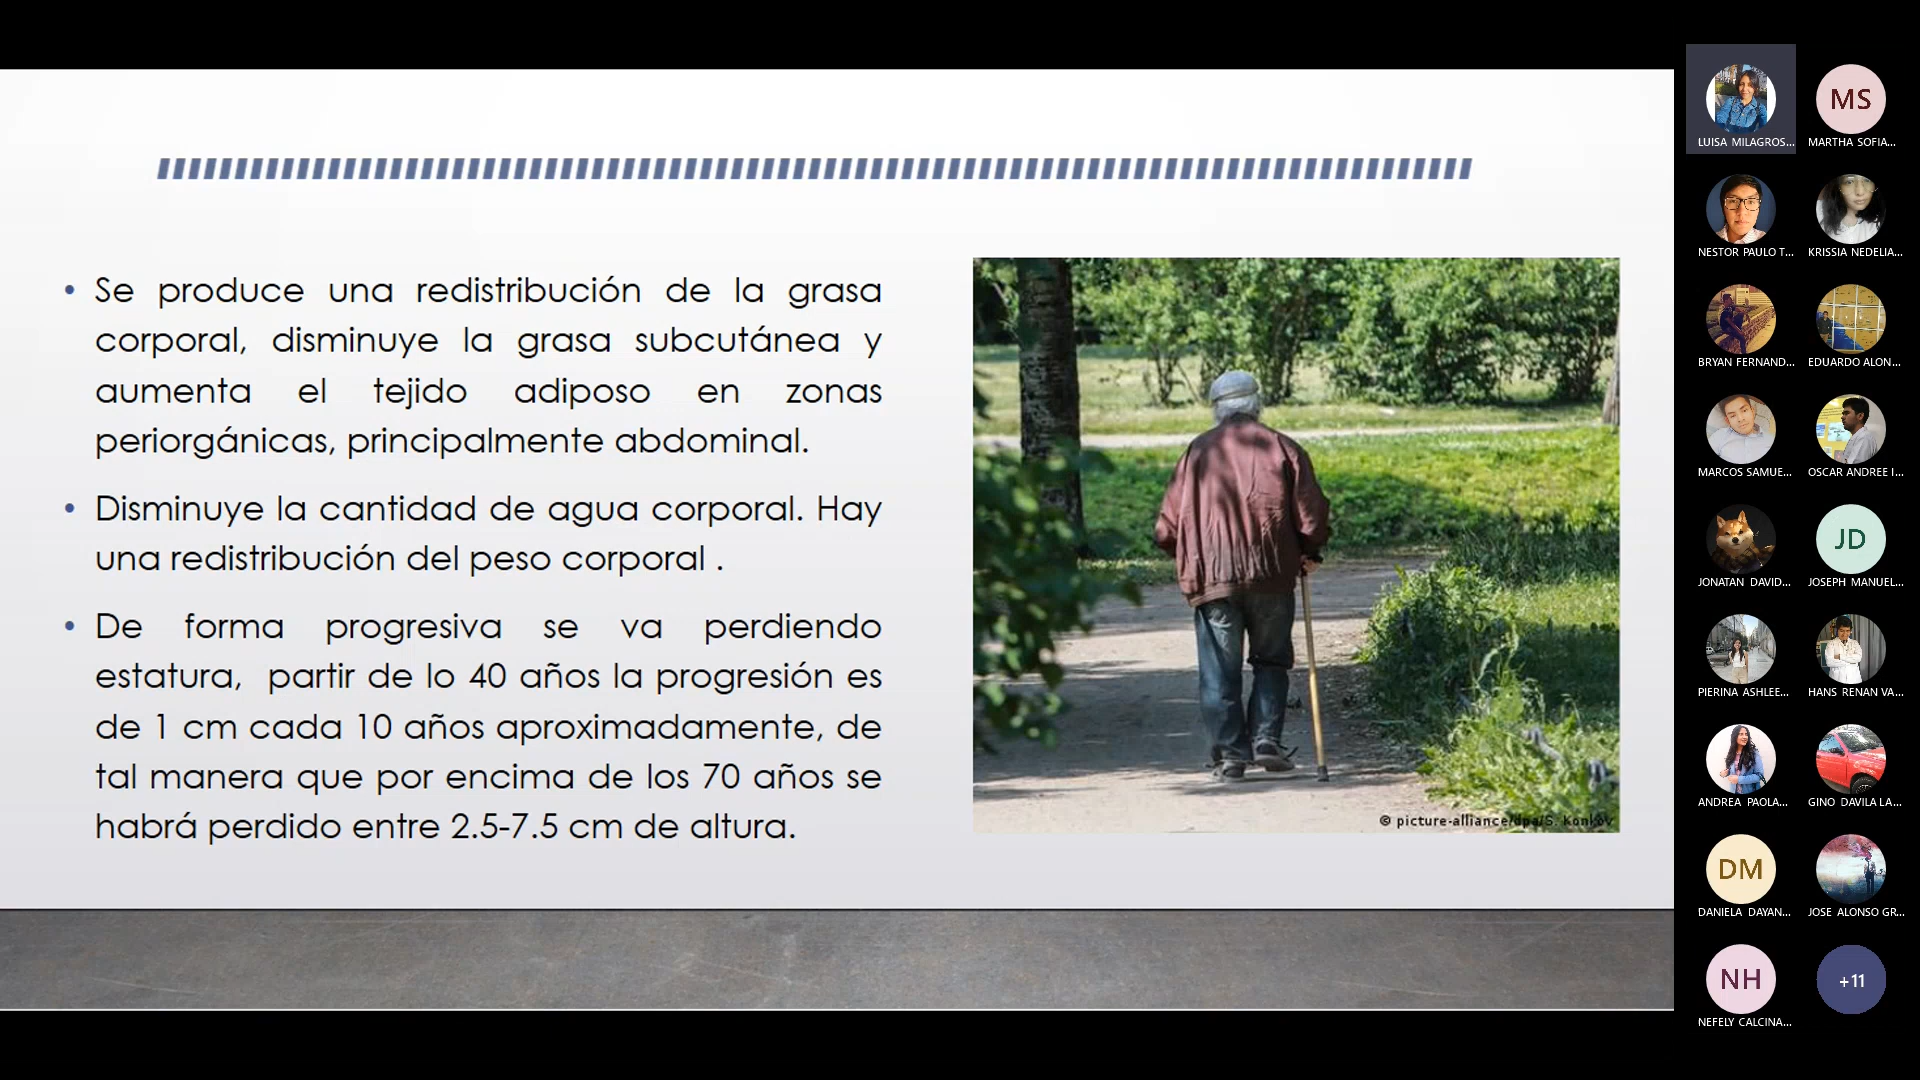 • Se produce una redistribución de la grasa
corporal, disminuye la grasa subcutánea y
aumenta el tejido adiposo en zonas
periorgánicas, principalmente abdominal.
• Disminuye la cantidad de agua corporal. Hay
una redistribución del peso corporal .
• De forma progresiva se va perdiendo
estatura, partir de lo 40 años la progresión es
de 1 cm cada 10 años aproximadamente, de
tal manera que por encima de los 70 años se
habrá perdido entre 2.5-7.5 cm de altura.
© picture-alliance/dpa/S. Konkov
LUISA MILAGROS...
MS
MARTHA SOFIA...
NESTOR PAULO T...
KRISSIA NEDELIA...
BRYAN FERNAND...
EDUARDO ALON...
MARCOS SAMUE...
OSCAR ANDREE I...
JONATAN DAVID...
JD
JOSEPH MANUEL...
PIERINA ASHLEE...
HANS RENAN VA...
ANDREA PAOLA...
GINO DAVILA LA...
DM
DANIELA DAYAN...
JOSE ALONSO GR...
NH
NEFELY CALCINA...
+11